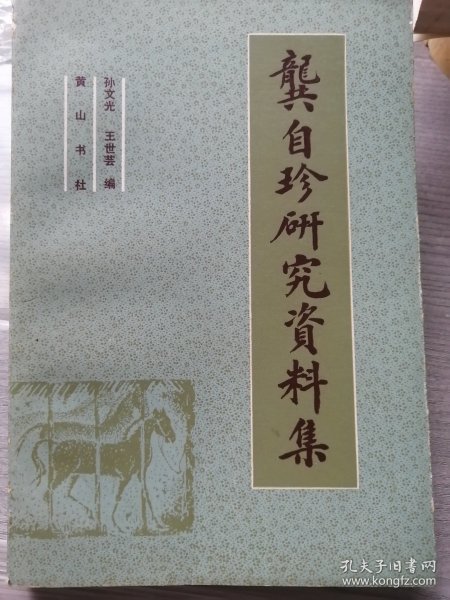 龔自珍研究資料集
孙文光 王世芸 编
黄山书社
孔夫子旧书网
www.kongfz.com